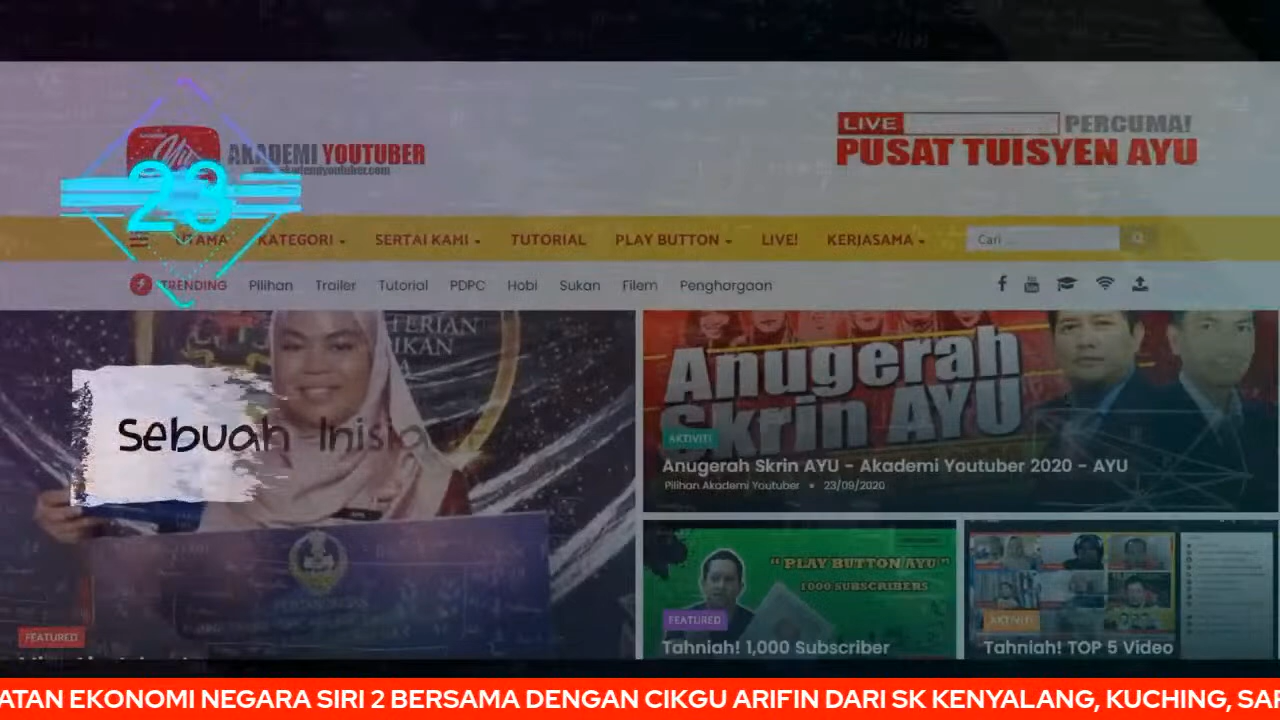 LIVE PERCUMA!
PUSAT TUISYEN AYU
AKADEMI YOUTUBER
23
UTAMA KATEGORI SERTAI KAMI TUTORIAL PLAY BUTTON LIVE! KERJASAMA Cari ...
TRENDING Pilihan Trailer Tutorial PDPC Hobi Sukan Filem Penghargaan
Sebuah Inisia
Anugerah
Skrin AYU
AKTIVITI
Anugerah Skrin AYU - Akademi Youtuber 2020 - AYU
Pilihan Akademi Youtuber 23/09/2020
"PLAY BUTTON AYU"
1000 SUBSCRIBERS
FEATURED
Tahniah! 1,000 Subscriber
AKTIVITI
Tahniah! TOP 5 Video
FEATURED
ATAN EKONOMI NEGARA SIRI 2 BERSAMA DENGAN CIKGU ARIFIN DARI SK KENYALANG, KUCHING, SAR